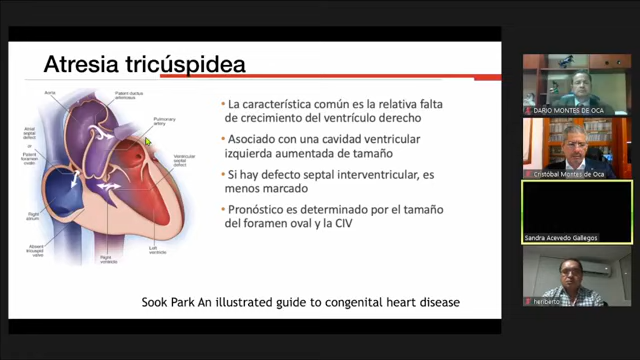 Atresia tricúspidea
Aorta
Patent ductus
arteriosus
Pulmonary
artery
Atrial septal
defect
or
Patent foramen
ovale
Ventricular
septal
defect
Right
atrium
Absent
tricuspid
valve
Right
ventricle
Left
ventricle
• La característica común es la relativa falta
de crecimiento del ventrículo derecho
• Asociado con una cavidad ventricular
izquierda aumentada de tamaño
• Si hay defecto septal interventricular, es
menos marcado
• Pronóstico es determinado por el tamaño
del foramen oval y la CIV
Sook Park An illustrated guide to congenital heart disease
DARIO MONTES DE OCA
Cristóbal Montes de Oca
Sandra Acevedo Gallegos
heriberto